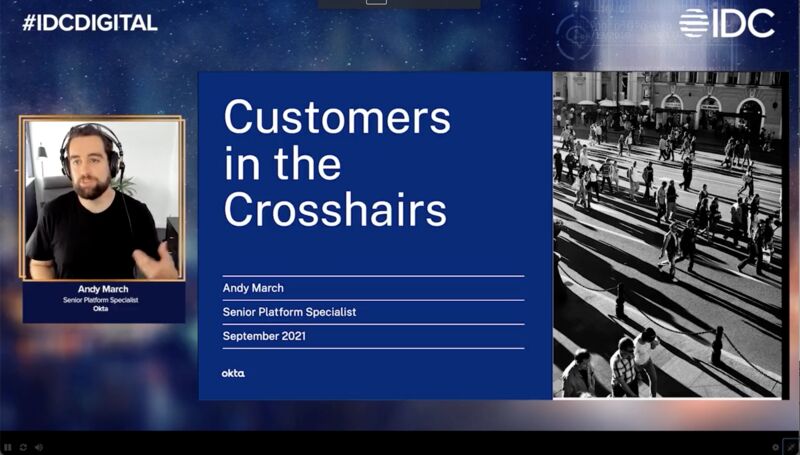 #IDCDIGITAL
IDC
Customers
in the
Crosshairs
Andy March
Senior Platform Specialist
September 2021
okta
Andy March
Senior Platform Specialist
Okta